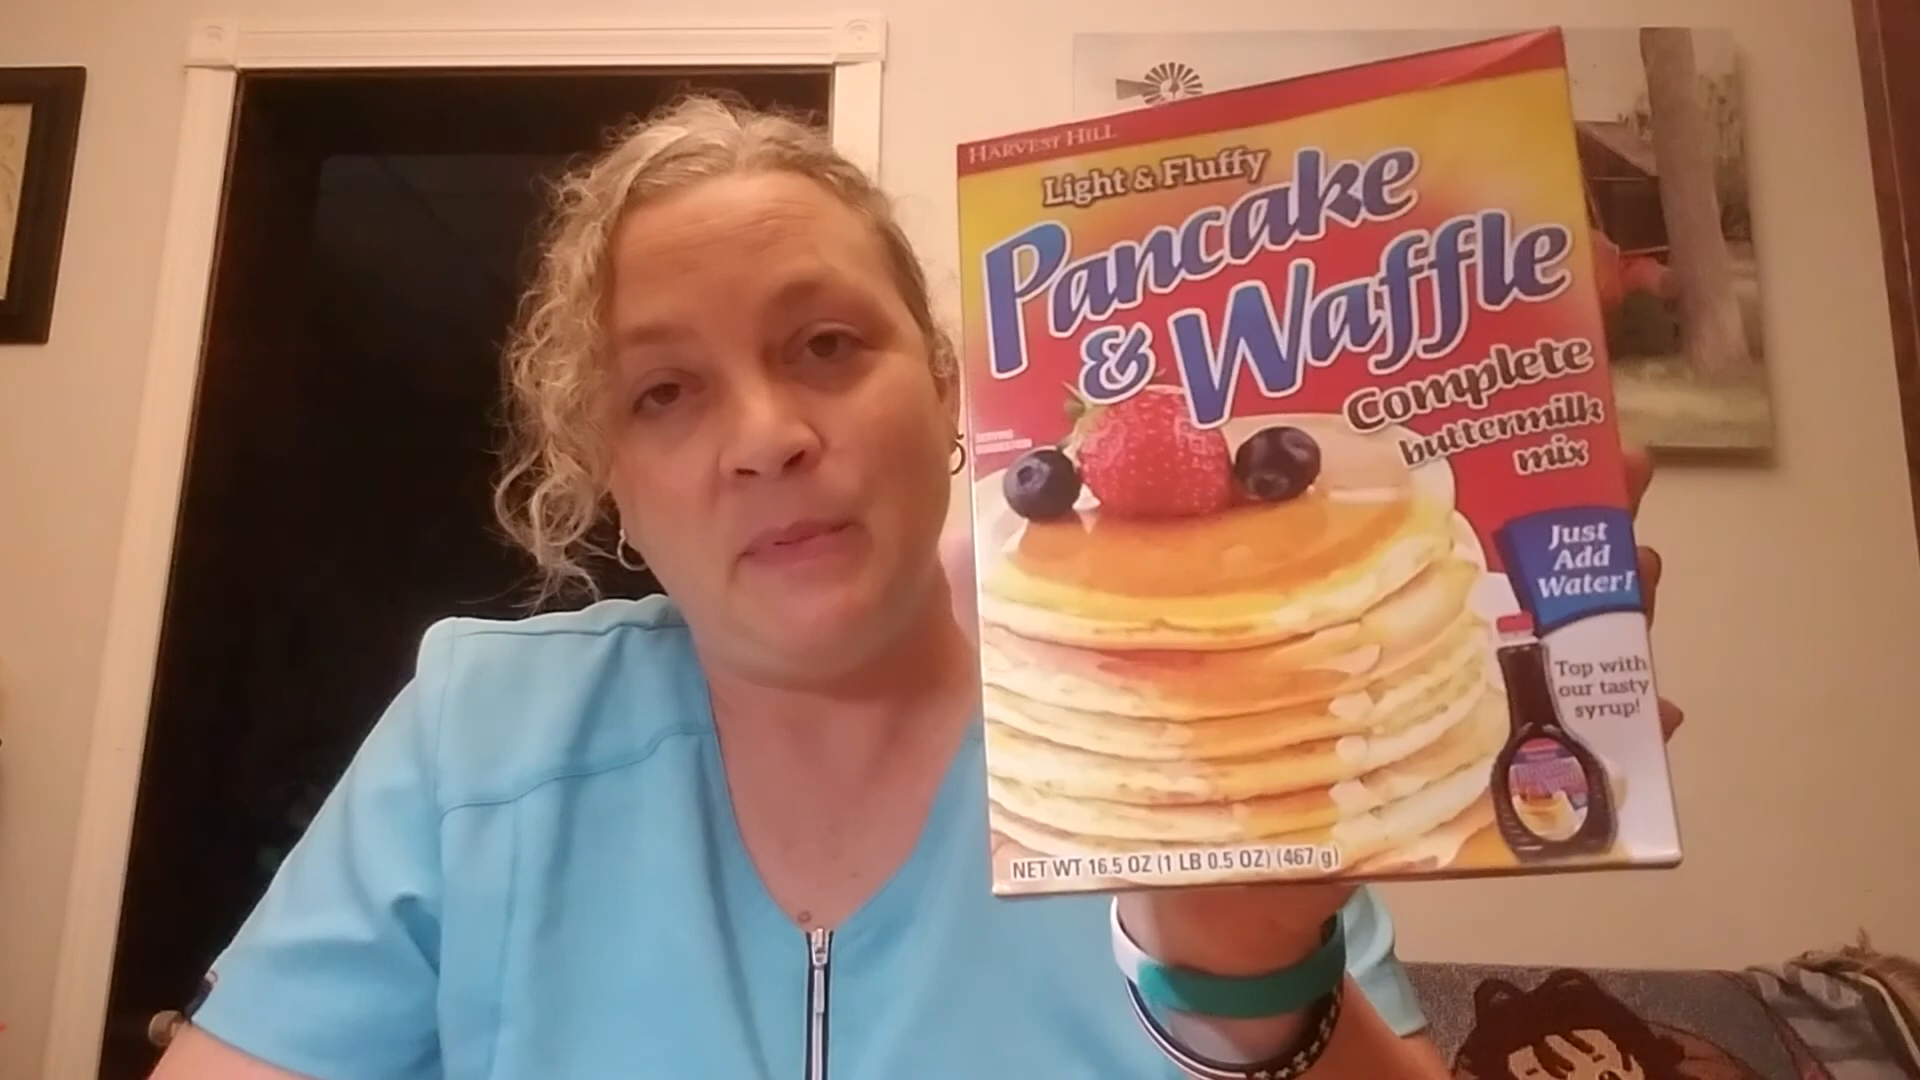 HARVEST HILL
Light & Fluffy
Pancake
& Waffle
Complete
buttermilk
mix
Just
Add
Water!
Top with
our tasty
syrup!
NET WT 16.5 OZ (1 LB 0.5 OZ) (467 g)